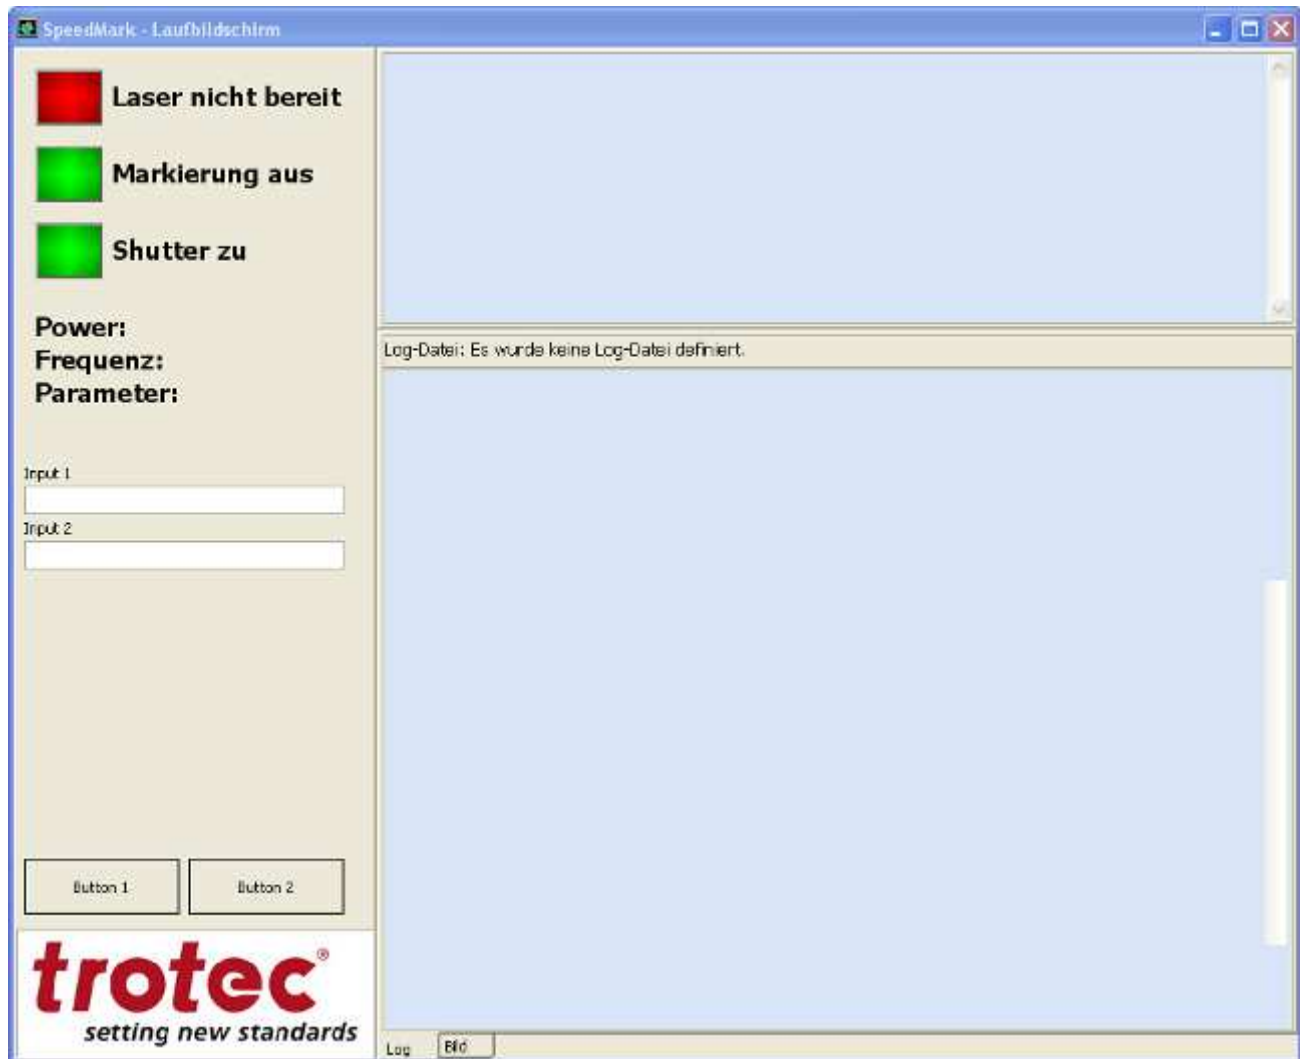 SpeedMark - Laufbildschirm
Laser nicht bereit
Markierung aus
Shutter zu
Power:
Frequenz:
Parameter:
Input 1
Input 2
Button 1
Button 2
trotec®
setting new standards
Log-Datei: Es wurde keine Log-Datei definiert.
Log
Bild